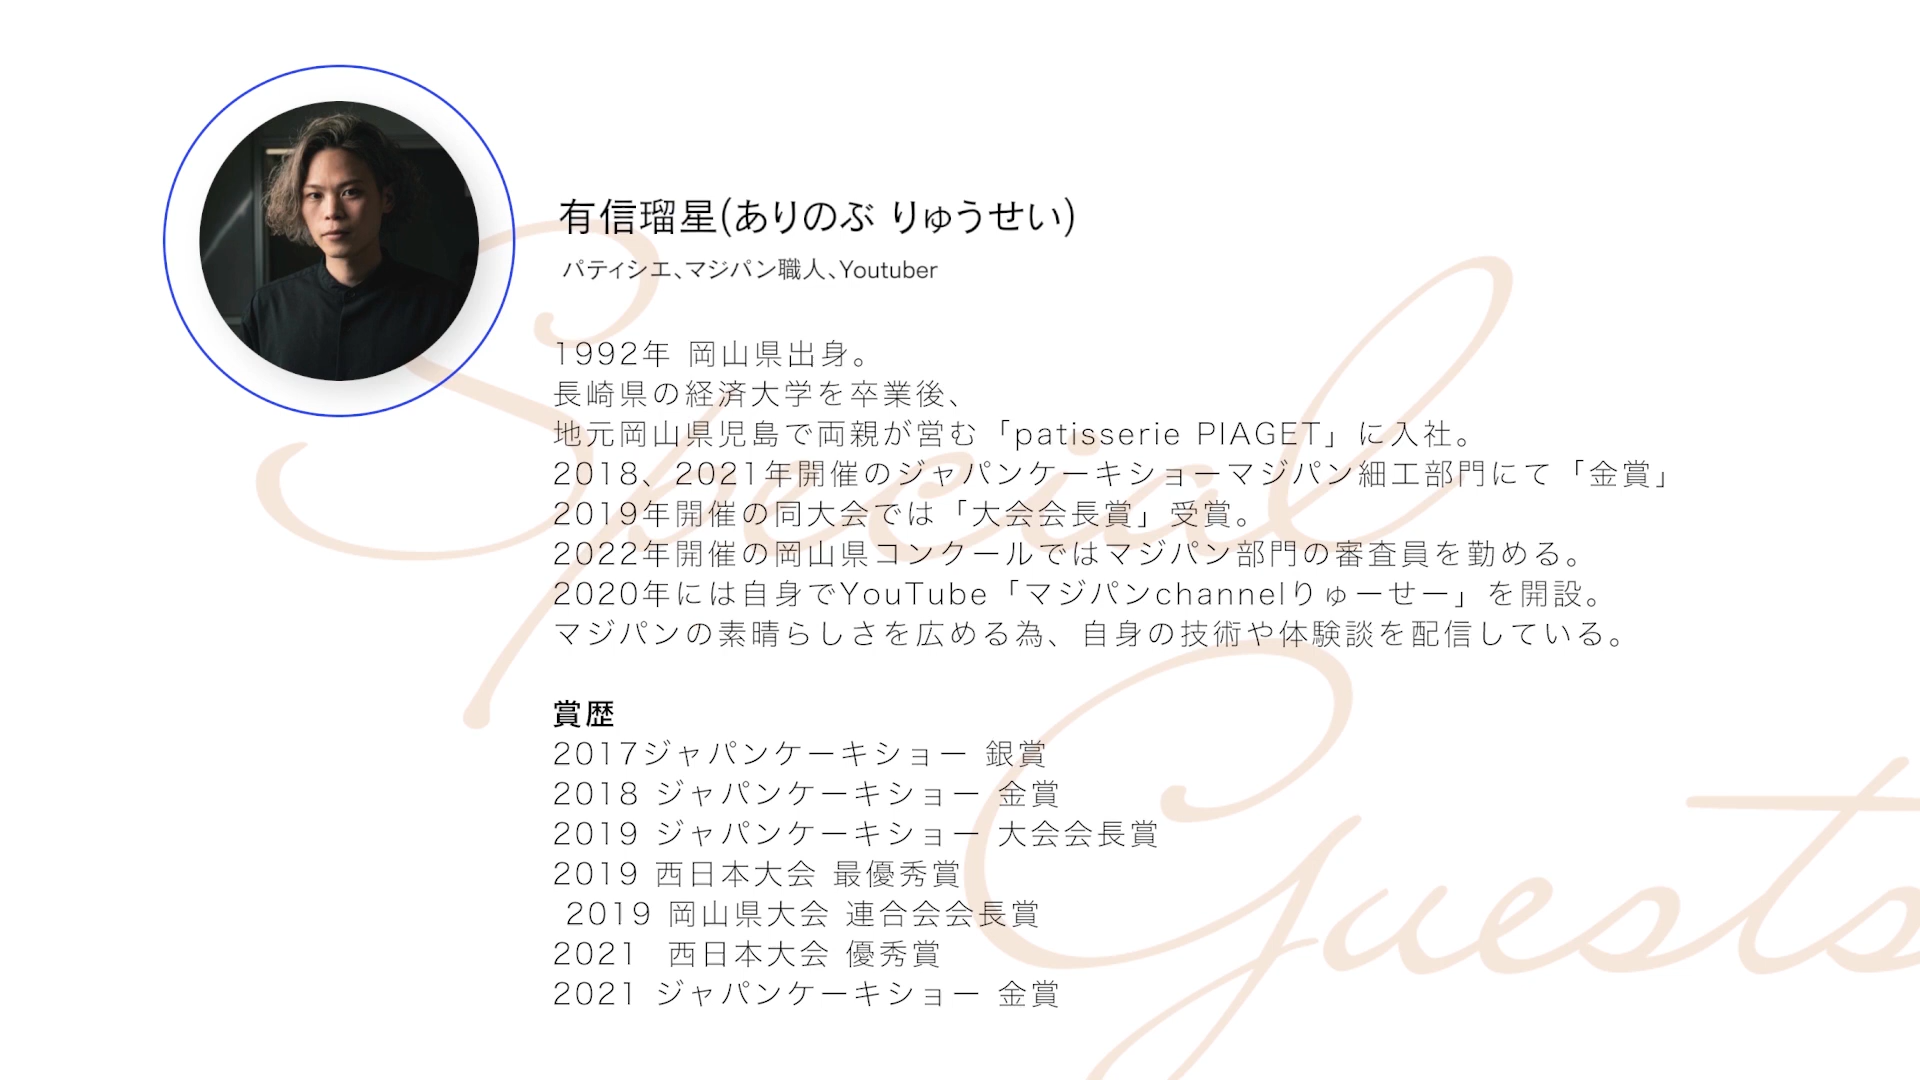 有信瑠星(ありのぶ りゅうせい)
パティシエ、マジパン職人、Youtuber
1992年 岡山県出身。
長崎県の経済大学を卒業後、
地元岡山県児島で両親が営む「patisserie PIAGET」に入社。
2018、2021年開催のジャパンケーキショーマジパン細工部門にて「金賞」
2019年開催の同大会では「大会会長賞」受賞。
2022年開催の岡山県コンクールではマジパン部門の審査員を勤める。
2020年には自身でYouTube「マジパンchannelりゅーせー」を開設。
マジパンの素晴らしさを広める為、自身の技術や体験談を配信している。
賞歴
2017ジャパンケーキショー 銀賞
2018 ジャパンケーキショー 金賞
2019 ジャパンケーキショー 大会会長賞
2019 西日本大会 最優秀賞
2019 岡山県大会 連合会会長賞
2021 西日本大会 優秀賞
2021 ジャパンケーキショー 金賞
Special
Guests